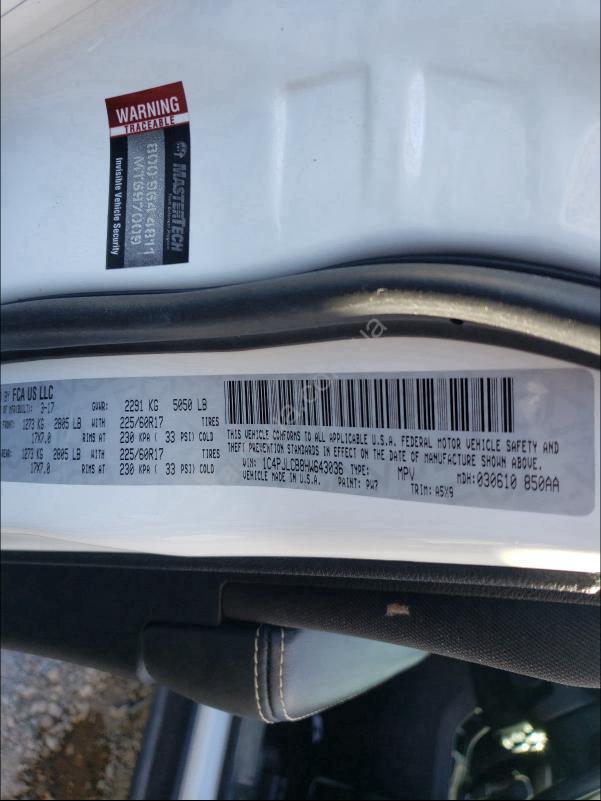 WARNING
TRACEABLE
MASTERTECH
800 964 4811
MT6997009
Invisible Vehicle Security
BY FCA US LLC
3-17
GVWR: 2291 KG 5050 LB
FRONT: 1273 KG 2805 LB WITH 225/60R17 TIRES
17X7.0 RIMS AT 230 KPA ( 33 PSI) COLD
1273 KG 2805 LB WITH 225/60R17 TIRES
17X7.0 RIMS AT 230 KPA ( 33 PSI) COLD
THIS VEHICLE CONFORMS TO ALL APPLICABLE U.S.A. FEDERAL MOTOR VEHICLE SAFETY AND
THEFT PREVENTION STANDARDS IN EFFECT ON THE DATE OF MANUFACTURE SHOWN ABOVE.
VIN: 1C4PJLCB8HW643036 TYPE: MPV MDH: 030610 850AA
VEHICLE MADE IN U.S.A. PAINT: PW7 TRIM: A5X9